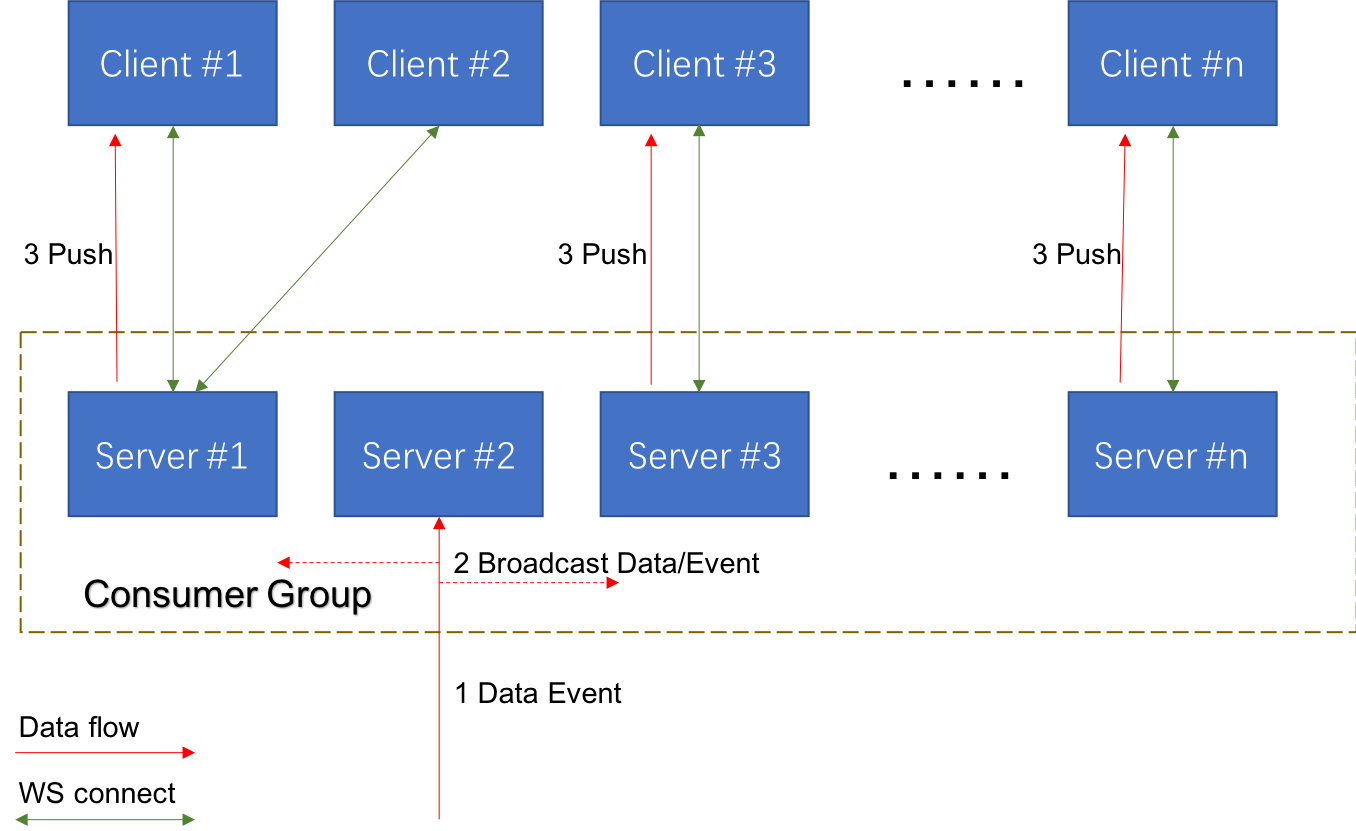 Client #1
Client #2
Client #3
......
Client #n
3 Push
3 Push
3 Push
Server #1
Server #2
Server #3
......
Server #n
2 Broadcast Data/Event
Consumer Group
1 Data Event
Data flow
WS connect